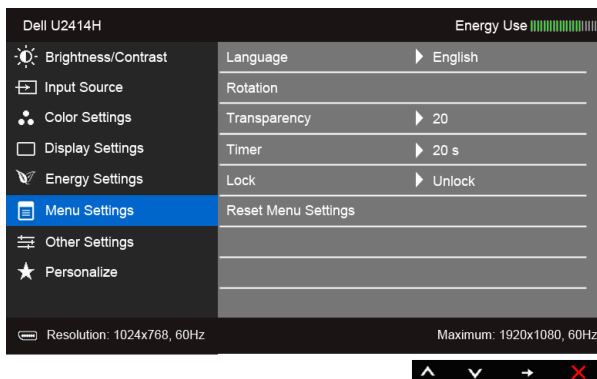 Dell U2414H Energy Use
Brightness/Contrast Language English
Input Source Rotation
Color Settings Transparency 20
Display Settings Timer 20 s
Energy Settings Lock Unlock
Menu Settings Reset Menu Settings
Other Settings
Personalize
Resolution: 1024x768, 60Hz Maximum: 1920x1080, 60Hz